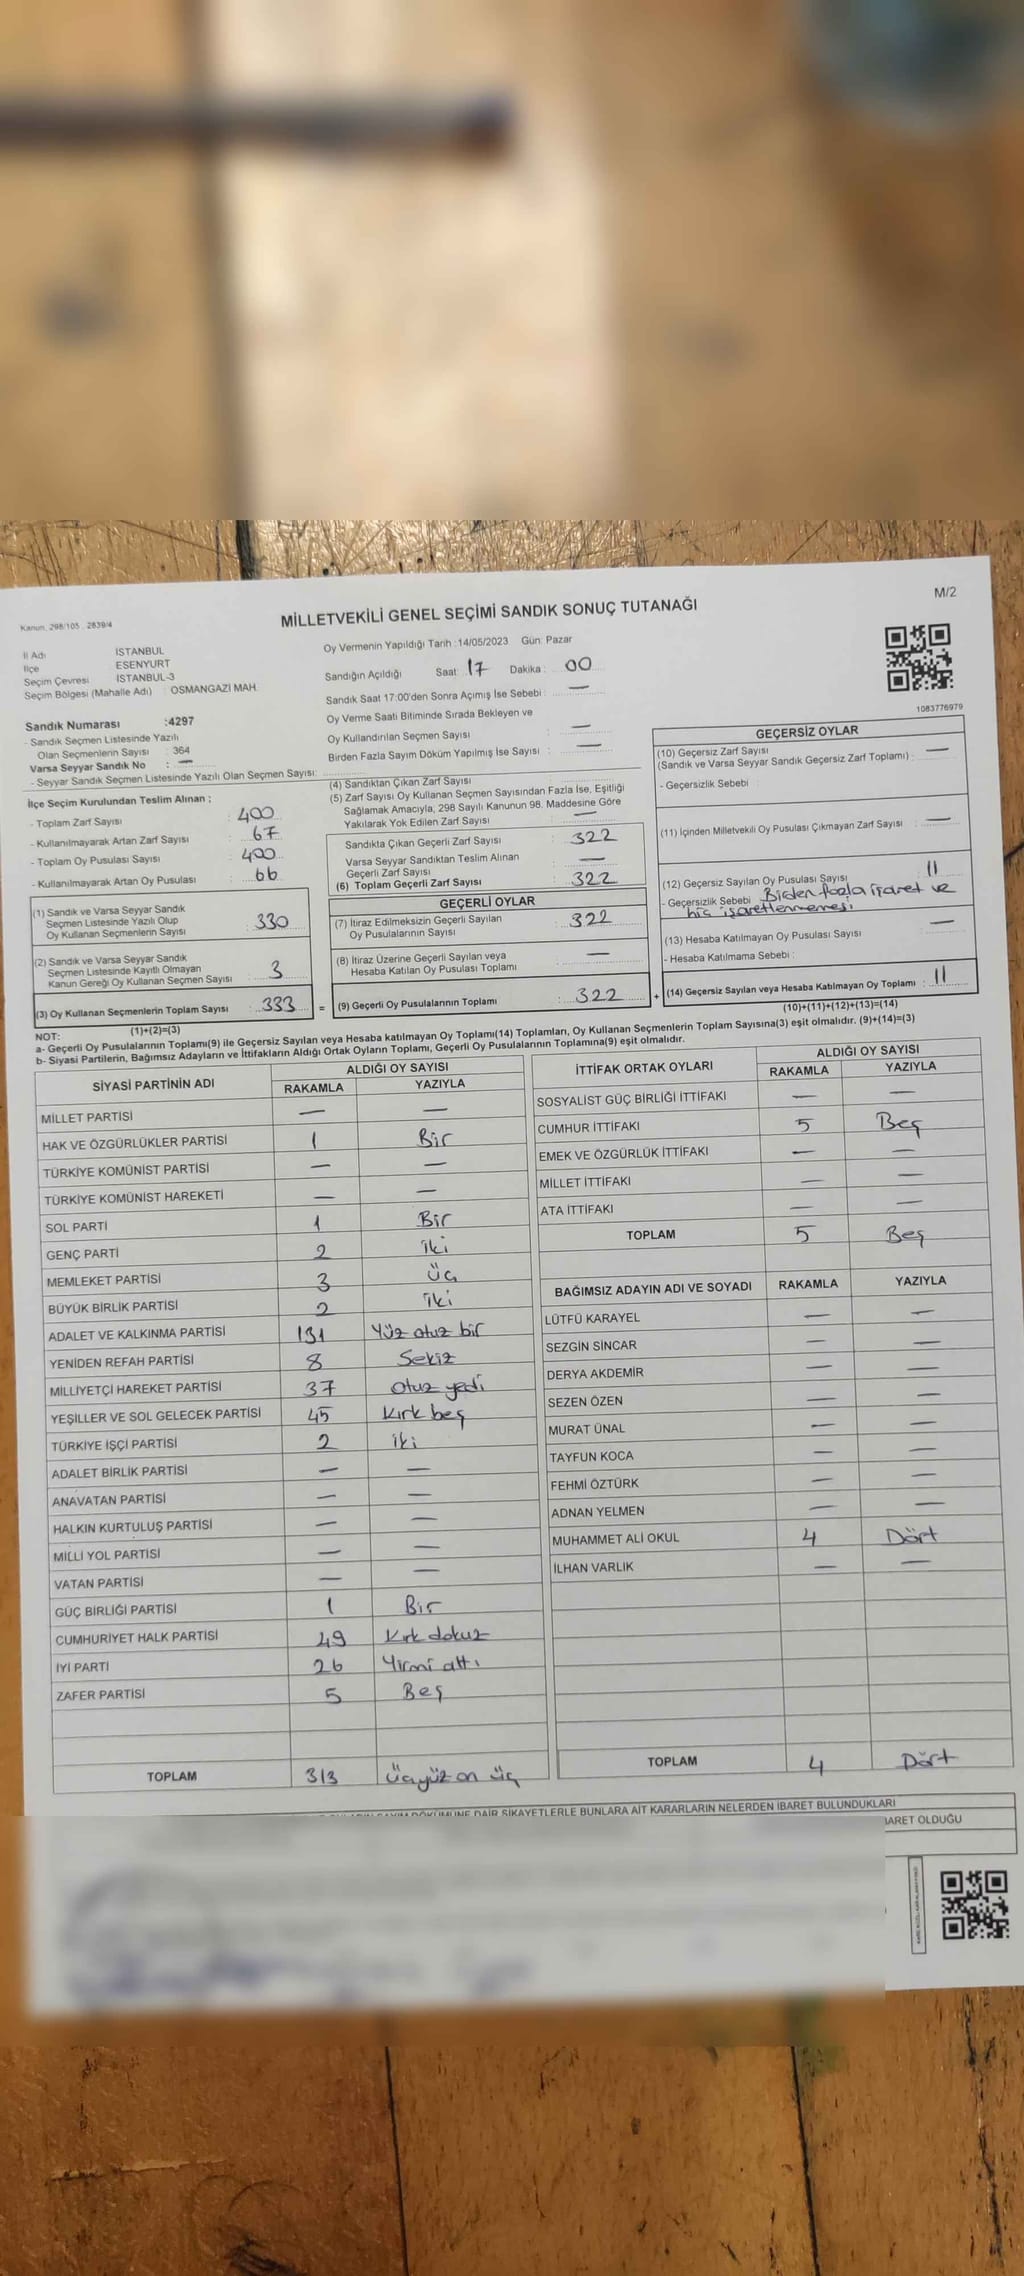 Kanun. 298/105 . 2839/4
MİLLETVEKİLİ GENEL SEÇİMİ SANDIK SONUÇ TUTANAĞI
M/2
İl Adı İSTANBUL
İlçe ESENYURT
Seçim Çevresi İSTANBUL-3
Seçim Bölgesi (Mahalle Adı) : OSMANGAZİ MAH.
Sandık Numarası :4297
- Sandık Seçmen Listesinde Yazılı
Olan Seçmenlerin Sayısı : 364
Varsa Seyyar Sandık No : —
- Seyyar Sandık Seçmen Listesinde Yazılı Olan Seçmen Sayısı:
Oy Vermenin Yapıldığı Tarih :14/05/2023 Gün: Pazar
Sandığın Açıldığı Saat: 17 Dakika : 00
Sandık Saat 17:00'den Sonra Açımış İse Sebebi : —
Oy Verme Saati Bitiminde Sırada Bekleyen ve
Oy Kullandırılan Seçmen Sayısı : —
Birden Fazla Sayım Döküm Yapılmış İse Sayısı : —
1083776979
İlçe Seçim Kurulundan Teslim Alınan ;
- Toplam Zarf Sayısı : 400
- Kullanılmayarak Artan Zarf Sayısı : 67
- Toplam Oy Pusulası Sayısı : 400
- Kullanılmayarak Artan Oy Pusulası : 66
(1) Sandık ve Varsa Seyyar Sandık
Seçmen Listesinde Yazılı Olup
Oy Kullanan Seçmenlerin Sayısı : 330
(2) Sandık ve Varsa Seyyar Sandık
Seçmen Listesinde Kayıtlı Olmayan
Kanun Gereği Oy Kullanan Seçmen Sayısı : 3
(3) Oy Kullanan Seçmenlerin Toplam Sayısı : 333 =
(1)+(2)=(3)
(4) Sandıktan Çıkan Zarf Sayısı :
(5) Zarf Sayısı Oy Kullanan Seçmen Sayısından Fazla İse, Eşitliği
Sağlamak Amacıyla, 298 Sayılı Kanunun 98. Maddesine Göre
Yakılarak Yok Edilen Zarf Sayısı : —
Sandıkta Çıkan Geçerli Zarf Sayısı : 322
Varsa Seyyar Sandıktan Teslim Alınan
Geçerli Zarf Sayısı : —
(6) Toplam Geçerli Zarf Sayısı : 322
GEÇERLİ OYLAR
(7) İtiraz Edilmeksizin Geçerli Sayılan
Oy Pusulalarının Sayısı : 322
(8) İtiraz Üzerine Geçerli Sayılan veya
Hesaba Katılan Oy Pusulası Toplamı : —
(9) Geçerli Oy Pusulalarının Toplamı : 322 +
GEÇERSİZ OYLAR
(10) Geçersiz Zarf Sayısı
(Sandık ve Varsa Seyyar Sandık Geçersiz Zarf Toplamı) : —
- Geçersizlik Sebebi :
(11) İçinden Milletvekili Oy Pusulası Çıkmayan Zarf Sayısı : —
(12) Geçersiz Sayılan Oy Pusulası Sayısı : 11
- Geçersizlik Sebebi : Birden fazla işaret ve
hiç işaretlenmemesi
(13) Hesaba Katılmayan Oy Pusulası Sayısı : —
- Hesaba Katılmama Sebebi :
(14) Geçersiz Sayılan veya Hesaba Katılmayan Oy Toplamı : 11
(10)+(11)+(12)+(13)=(14)
NOT:
a- Geçerli Oy Pusulalarının Toplamı(9) ile Geçersiz Sayılan veya Hesaba katılmayan Oy Toplamı(14) Toplamları, Oy Kullanan Seçmenlerin Toplam Sayısına(3) eşit olmalıdır. (9)+(14)=(3)
b- Siyasi Partilerin, Bağımsız Adayların ve İttifakların Aldığı Ortak Oyların Toplamı, Geçerli Oy Pusulalarının Toplamına(9) eşit olmalıdır.
SİYASİ PARTİNİN ADI ALDIĞI OY SAYISI
RAKAMLA YAZIYLA
MİLLET PARTİSİ — —
HAK VE ÖZGÜRLÜKLER PARTİSİ 1 Bir
TÜRKİYE KOMÜNİST PARTİSİ — —
TÜRKİYE KOMÜNİST HAREKETİ — —
SOL PARTİ 1 Bir
GENÇ PARTİ 2 iki
MEMLEKET PARTİSİ 3 üç
BÜYÜK BİRLİK PARTİSİ 2 iki
ADALET VE KALKINMA PARTİSİ 131 Yüz otuz bir
YENİDEN REFAH PARTİSİ 8 Sekiz
MİLLİYETÇİ HAREKET PARTİSİ 37 otuz yedi
YEŞİLLER VE SOL GELECEK PARTİSİ 45 Kırk beş
TÜRKİYE İŞÇİ PARTİSİ 2 iki
ADALET BİRLİK PARTİSİ — —
ANAVATAN PARTİSİ — —
HALKIN KURTULUŞ PARTİSİ — —
MİLLİ YOL PARTİSİ — —
VATAN PARTİSİ — —
GÜÇ BİRLİĞİ PARTİSİ 1 Bir
CUMHURİYET HALK PARTİSİ 49 Kırk dokuz
İYİ PARTİ 26 Yirmi altı
ZAFER PARTİSİ 5 Beş
TOPLAM 313 üçyüz on üç
İTTİFAK ORTAK OYLARI ALDIĞI OY SAYISI
RAKAMLA YAZIYLA
SOSYALİST GÜÇ BİRLİĞİ İTTİFAKI — —
CUMHUR İTTİFAKI 5 Beş
EMEK VE ÖZGÜRLÜK İTTİFAKI — —
MİLLET İTTİFAKI — —
ATA İTTİFAKI — —
TOPLAM 5 Beş
BAĞIMSIZ ADAYIN ADI VE SOYADI RAKAMLA YAZIYLA
LÜTFÜ KARAYEL — —
SEZGİN SİNCAR — —
DERYA AKDEMİR — —
SEZEN ÖZEN — —
MURAT ÜNAL — —
TAYFUN KOCA — —
FEHMİ ÖZTÜRK — —
ADNAN YELMEN — —
MUHAMMET ALİ OKUL 4 Dört
İLHAN VARLIK — —
TOPLAM 4 Dört
SAYIM DÖKÜMÜNE DAİR ŞİKAYETLERLE BUNLARA AİT KARARLARIN NELERDEN İBARET BULUNDUKLARI
İBARET OLDUĞU